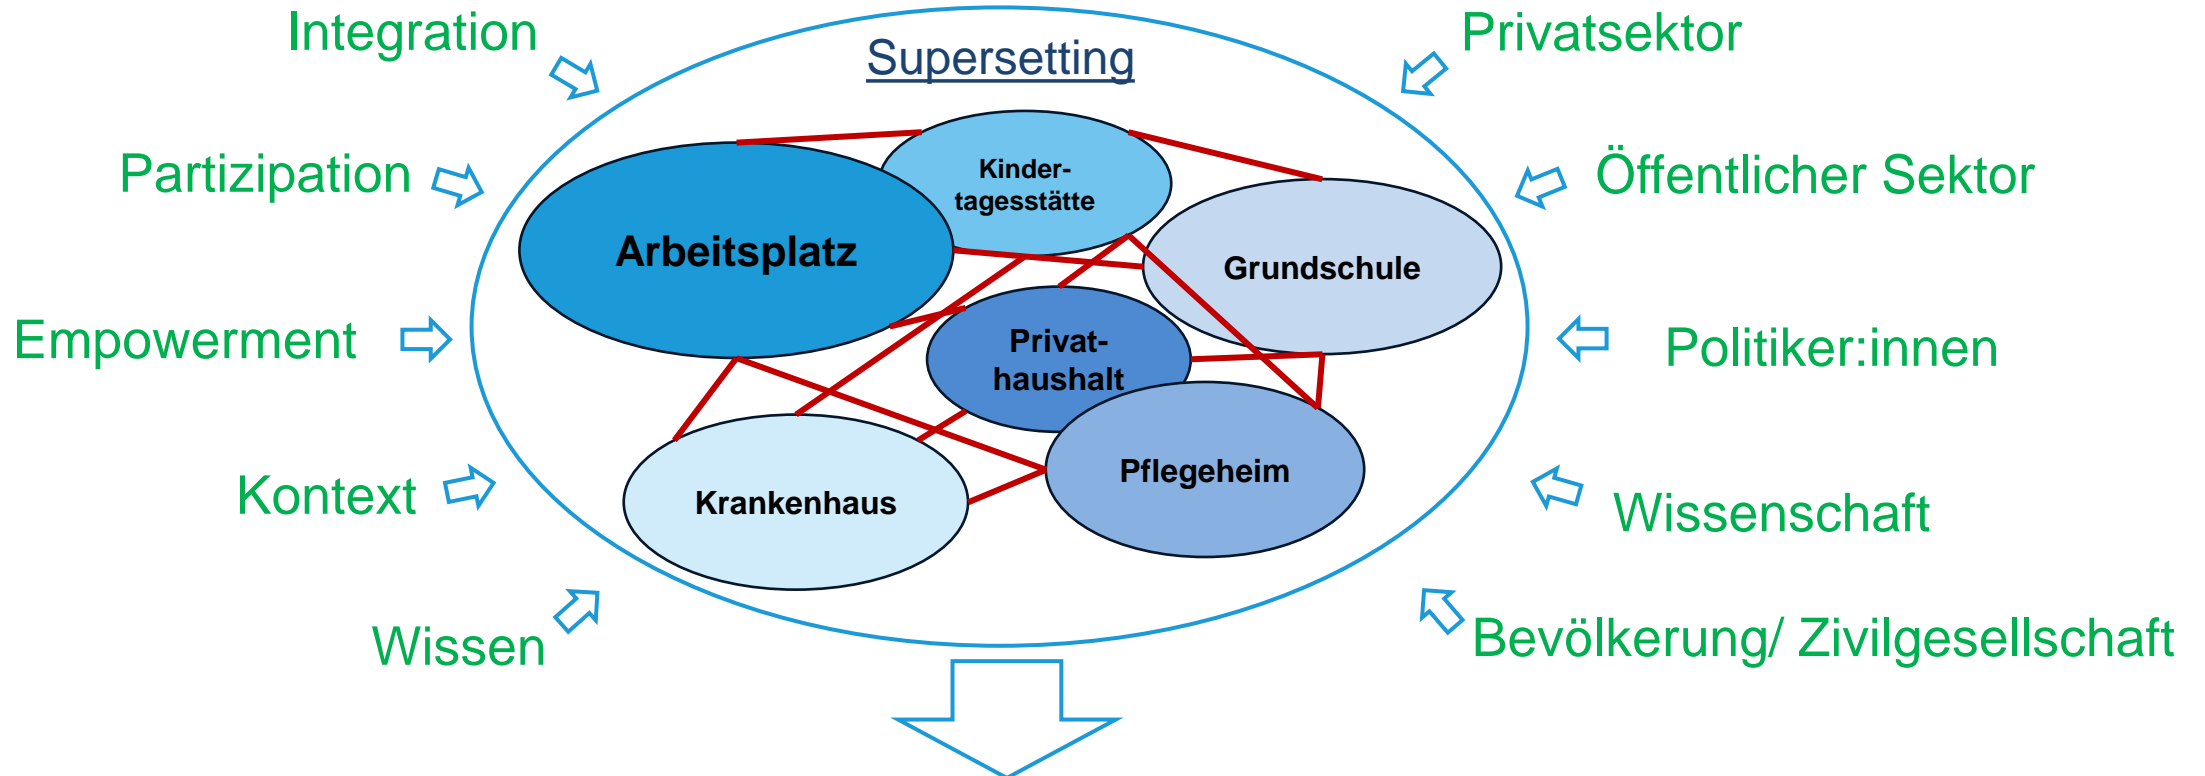 Integration
Privatsektor
Supersetting
Partizipation
Kinder-
tagesstätte
Öffentlicher Sektor
Arbeitsplatz
Grundschule
Empowerment
Privat-
haushalt
Politiker:innen
Kontext
Krankenhaus
Pflegeheim
Wissenschaft
Wissen
Bevölkerung/ Zivilgesellschaft